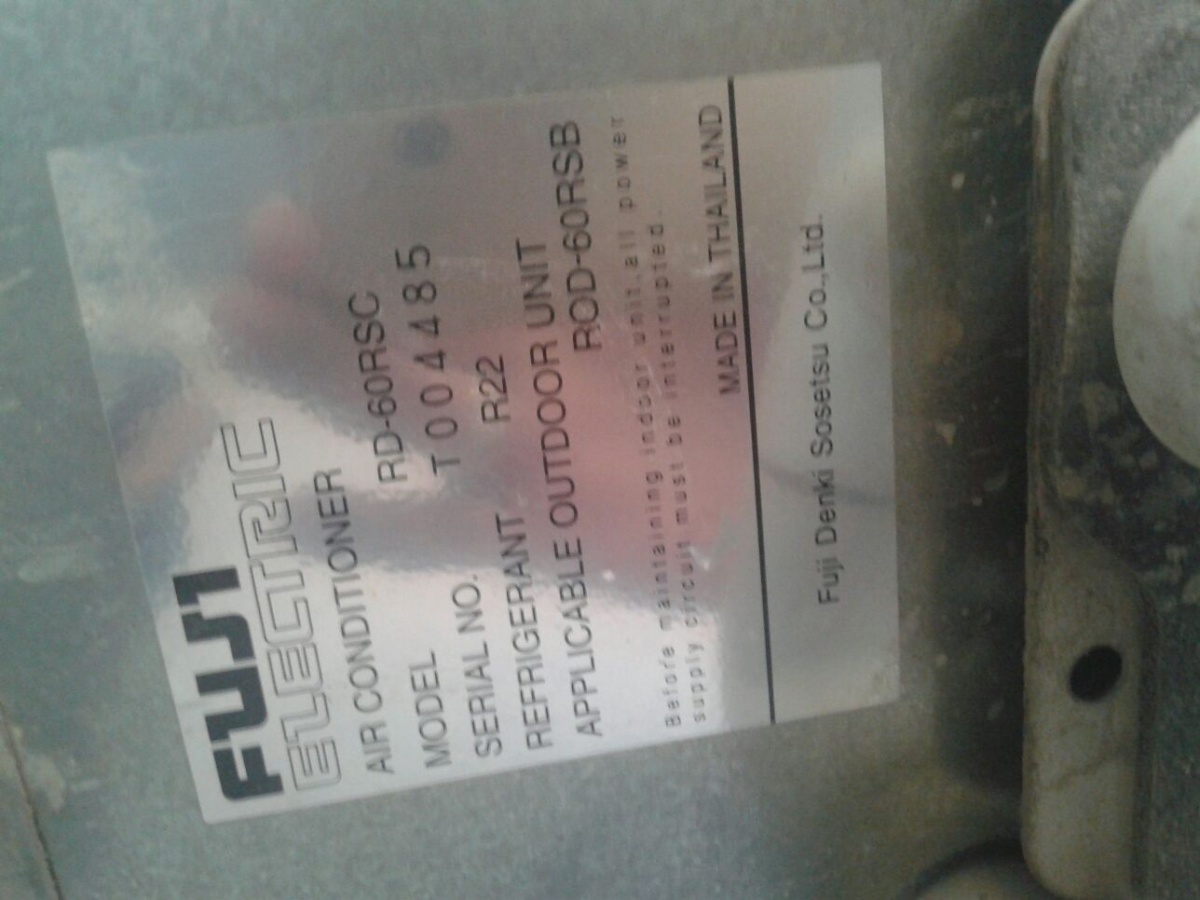 FUJI
ELECTRIC
AIR CONDITIONER
MODEL RD-60RSC
SERIAL NO. T004485
REFRIGERANT R22
APPLICABLE OUTDOOR UNIT
ROD-60RSB
Before maintaining indoor unit.all power
supply circuit must be interrupted.
MADE IN THAILAND
Fuji Denki Sosetsu Co.,Ltd.